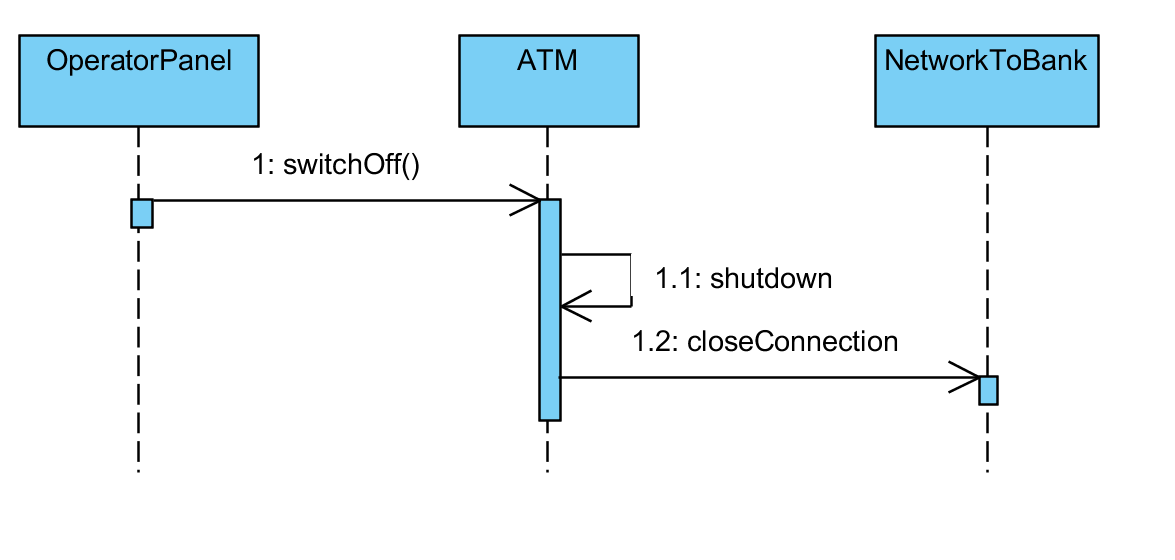 OperatorPanel
ATM
NetworkToBank
1: switchOff()
1.1: shutdown
1.2: closeConnection